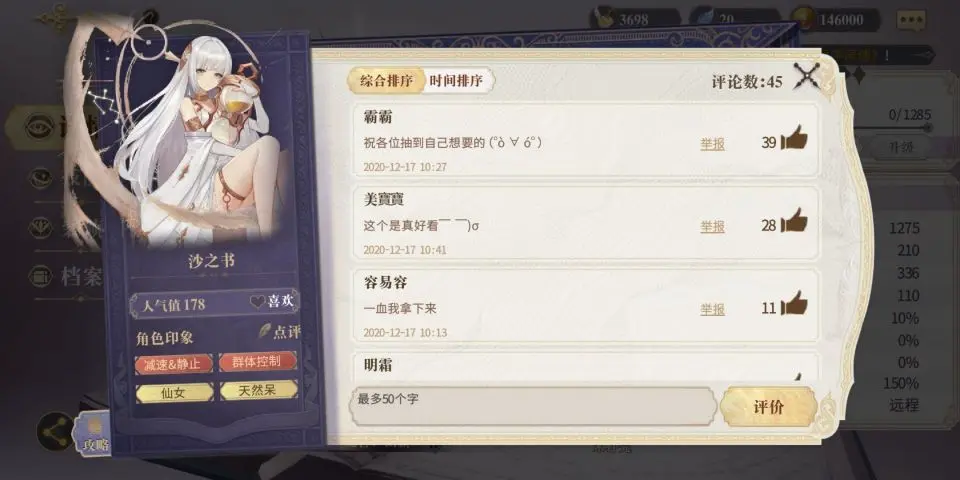 3698
20
146000
综合排序
时间排序
评论数:45
霸霸
祝各位抽到自己想要的 (˚ò ∀ ó˚)
举报
39
2020-12-17 10:27
美寶寶
这个是真好看￣ ￣)σ
举报
28
2020-12-17 10:41
容易容
一血我拿下来
举报
11
2020-12-17 10:13
明霜
最多50个字
评价
沙之书
人气值 178
喜欢
角色印象
点评
减速&静止
群体控制
仙女
天然呆
攻略
档案
0/1285
升级
1275
210
336
110
10%
0%
0%
150%
远程